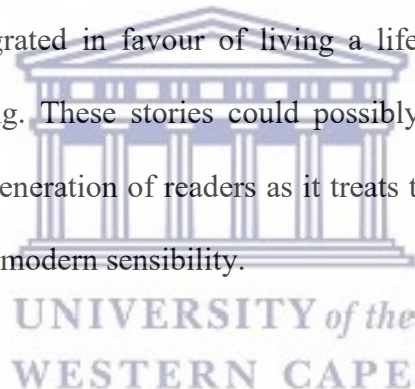 grated in favour of living a life
g. These stories could possibly
eneration of readers as it treats t
modern sensibility.
UNIVERSITY of the
WESTERN CAPE